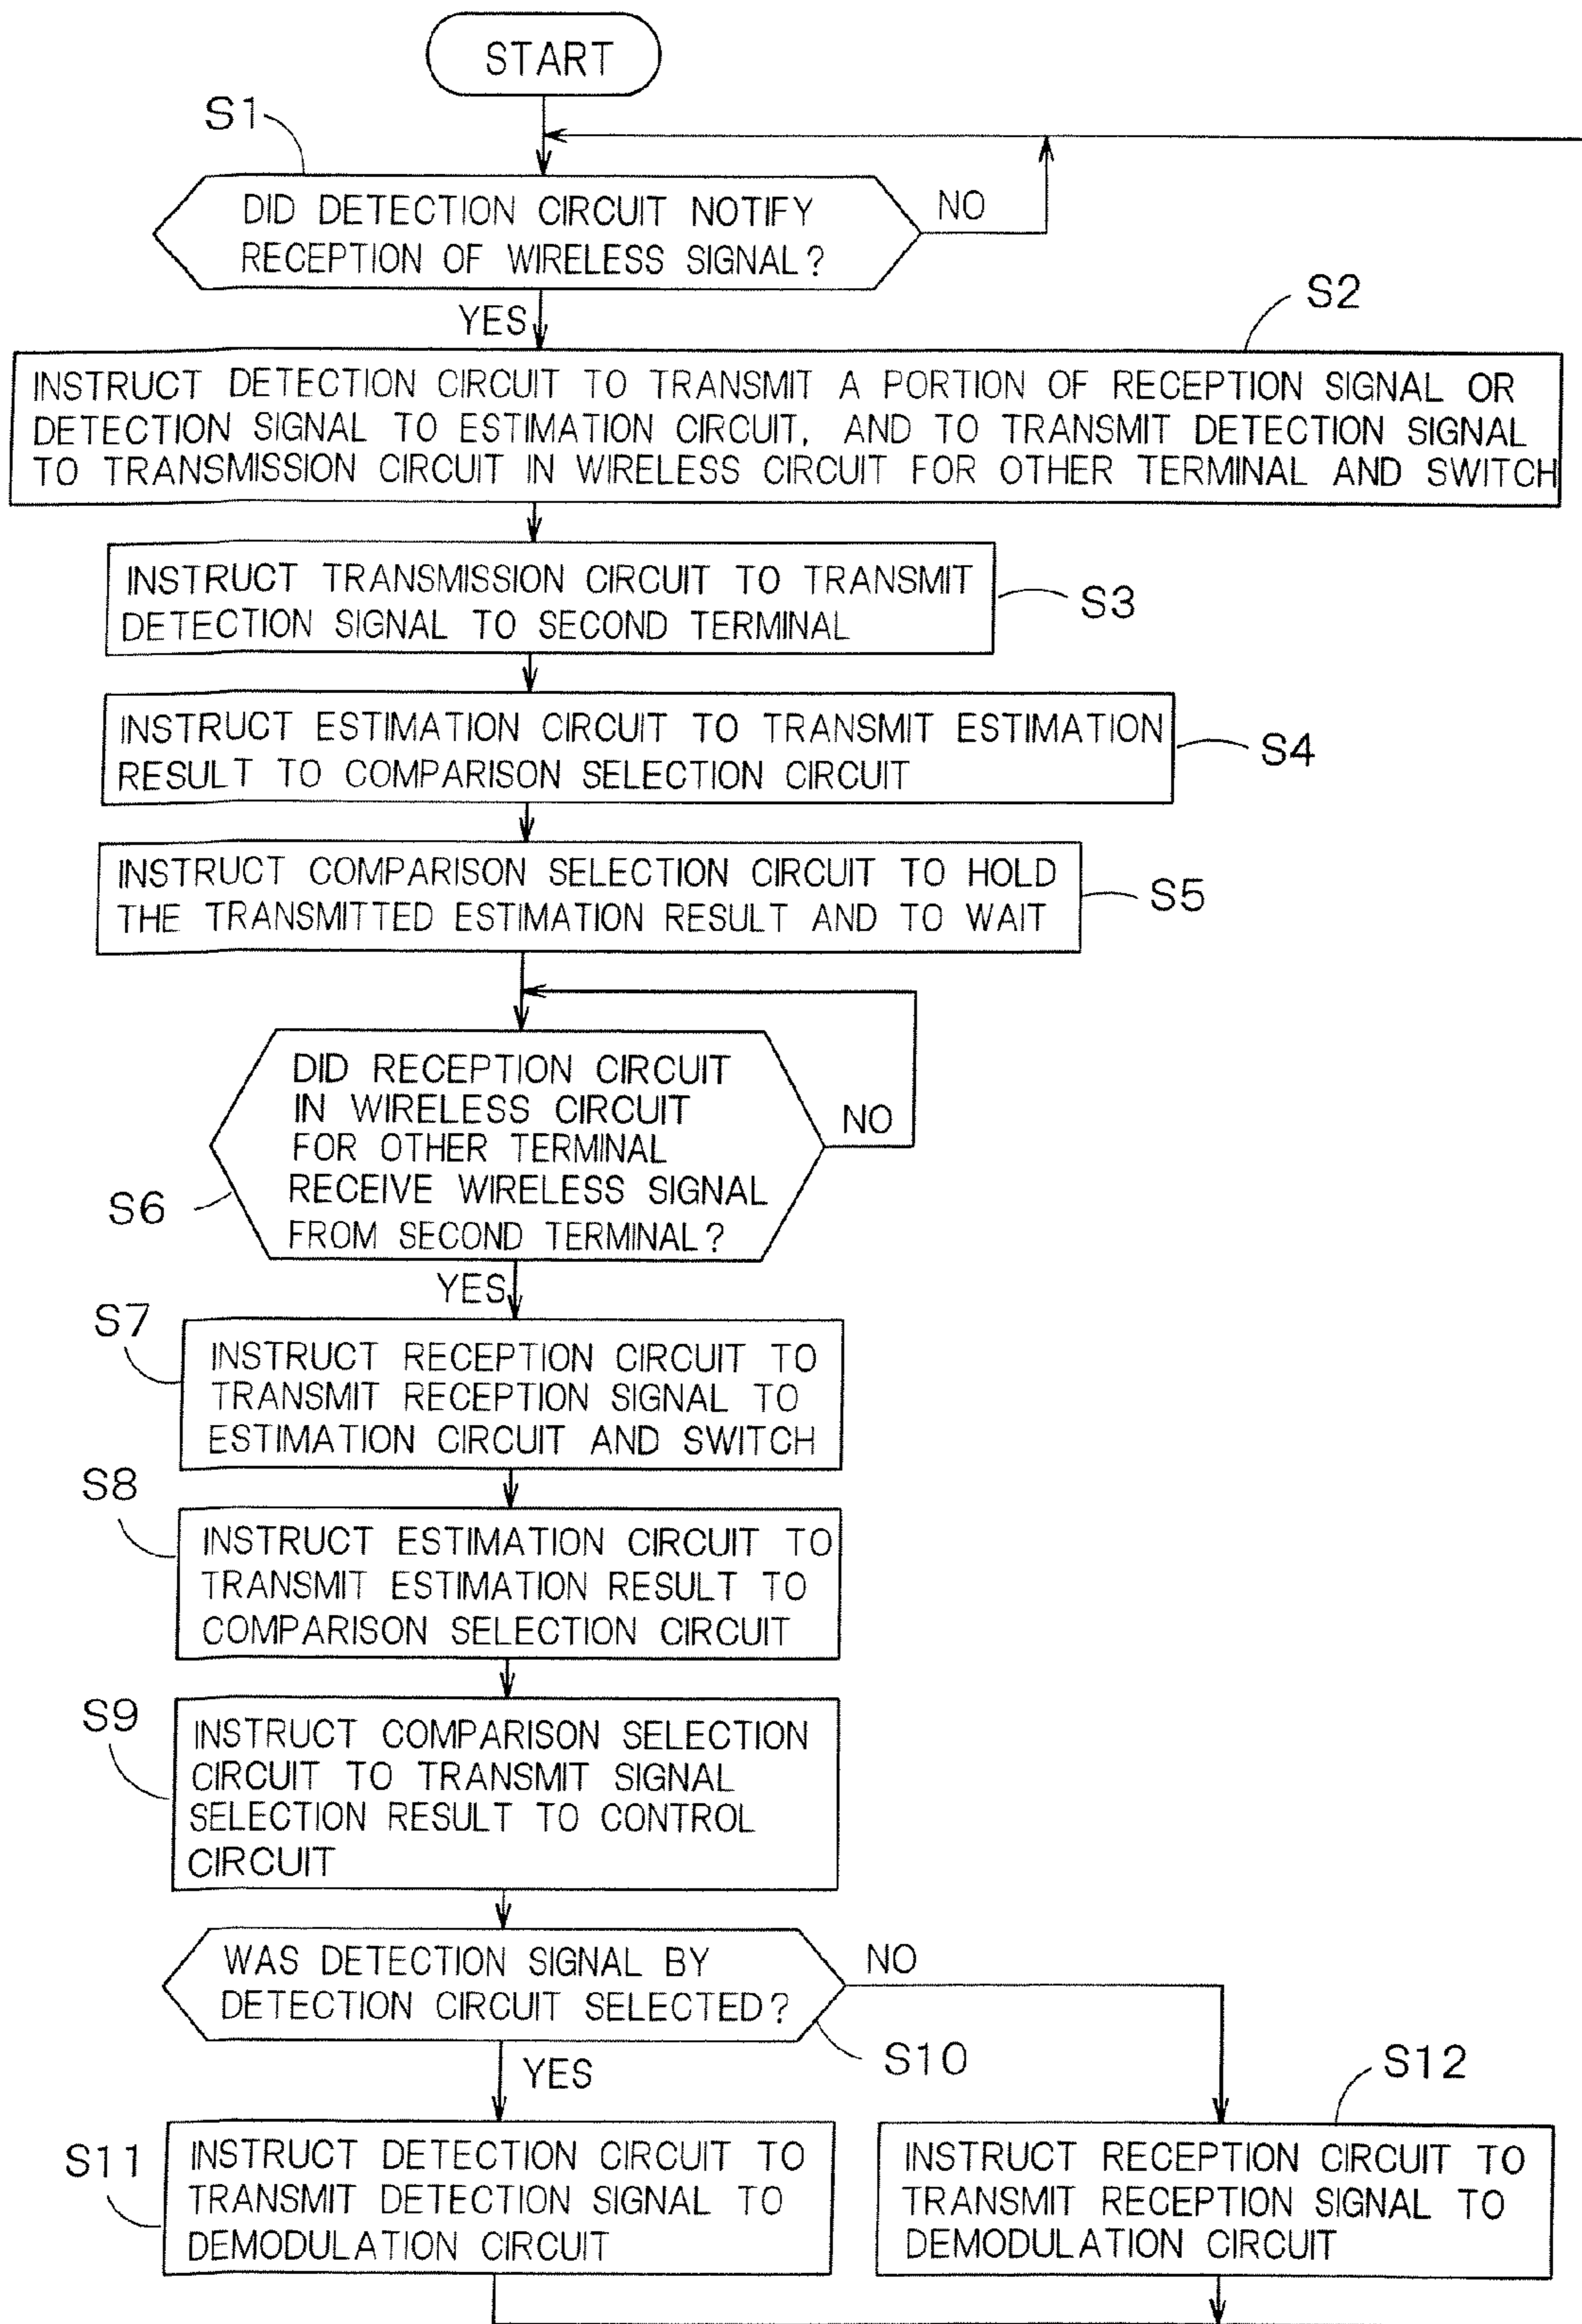 START
S1
DID DETECTION CIRCUIT NOTIFY
RECEPTION OF WIRELESS SIGNAL?
NO
YES
S2
INSTRUCT DETECTION CIRCUIT TO TRANSMIT A PORTION OF RECEPTION SIGNAL OR
DETECTION SIGNAL TO ESTIMATION CIRCUIT, AND TO TRANSMIT DETECTION SIGNAL
TO TRANSMISSION CIRCUIT IN WIRELESS CIRCUIT FOR OTHER TERMINAL AND SWITCH
INSTRUCT TRANSMISSION CIRCUIT TO TRANSMIT
DETECTION SIGNAL TO SECOND TERMINAL
S3
INSTRUCT ESTIMATION CIRCUIT TO TRANSMIT ESTIMATION
RESULT TO COMPARISON SELECTION CIRCUIT
S4
INSTRUCT COMPARISON SELECTION CIRCUIT TO HOLD
THE TRANSMITTED ESTIMATION RESULT AND TO WAIT
S5
DID RECEPTION CIRCUIT
IN WIRELESS CIRCUIT
FOR OTHER TERMINAL
RECEIVE WIRELESS SIGNAL
FROM SECOND TERMINAL?
NO
S6
YES
S7
INSTRUCT RECEPTION CIRCUIT TO
TRANSMIT RECEPTION SIGNAL TO
ESTIMATION CIRCUIT AND SWITCH
S8
INSTRUCT ESTIMATION CIRCUIT TO
TRANSMIT ESTIMATION RESULT TO
COMPARISON SELECTION CIRCUIT
S9
INSTRUCT COMPARISON SELECTION
CIRCUIT TO TRANSMIT SIGNAL
SELECTION RESULT TO CONTROL
CIRCUIT
WAS DETECTION SIGNAL BY
DETECTION CIRCUIT SELECTED?
NO
S10
YES
S11
INSTRUCT DETECTION CIRCUIT TO
TRANSMIT DETECTION SIGNAL TO
DEMODULATION CIRCUIT
S12
INSTRUCT RECEPTION CIRCUIT TO
TRANSMIT RECEPTION SIGNAL TO
DEMODULATION CIRCUIT